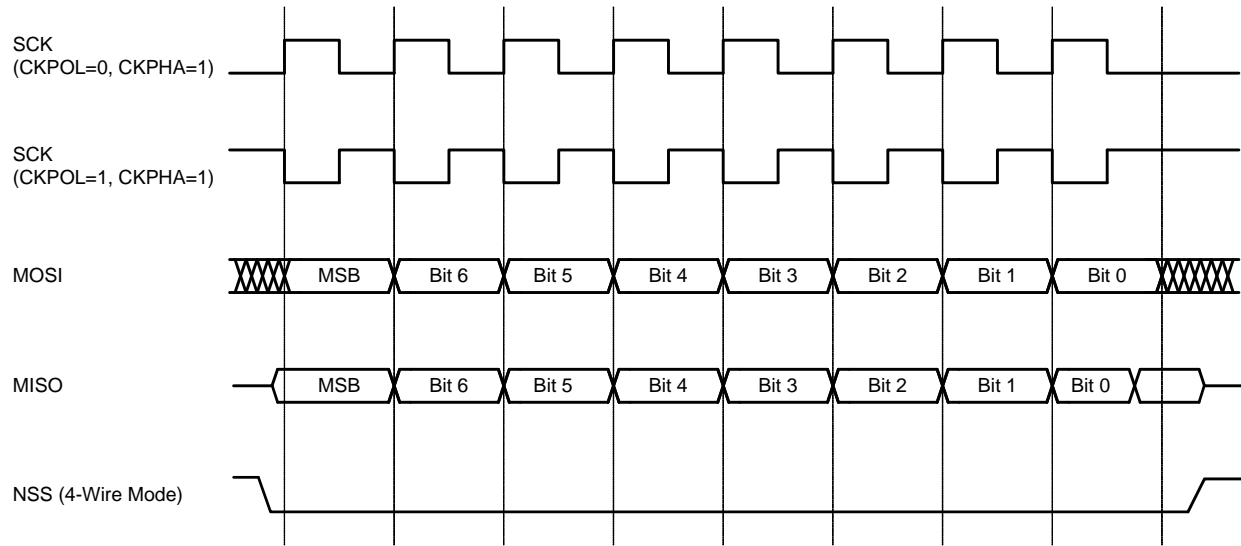 SCK
(CKPOL=0, CKPHA=1)
SCK
(CKPOL=1, CKPHA=1)
MOSI
MSB Bit 6 Bit 5 Bit 4 Bit 3 Bit 2 Bit 1 Bit 0
MISO
MSB Bit 6 Bit 5 Bit 4 Bit 3 Bit 2 Bit 1 Bit 0
NSS (4-Wire Mode)